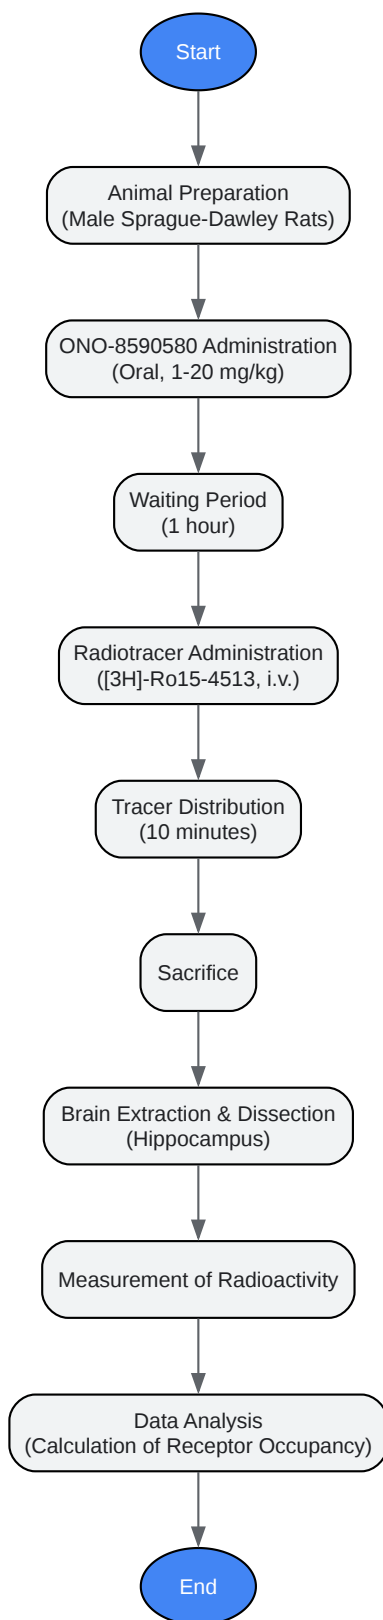 Start
Animal Preparation
(Male Sprague-Dawley Rats)
ONO-8590580 Administration
(Oral, 1-20 mg/kg)
Waiting Period
(1 hour)
Radiotracer Administration
([3H]-Ro15-4513, i.v.)
Tracer Distribution
(10 minutes)
Sacrifice
Brain Extraction & Dissection
(Hippocampus)
Measurement of Radioactivity
Data Analysis
(Calculation of Receptor Occupancy)
End